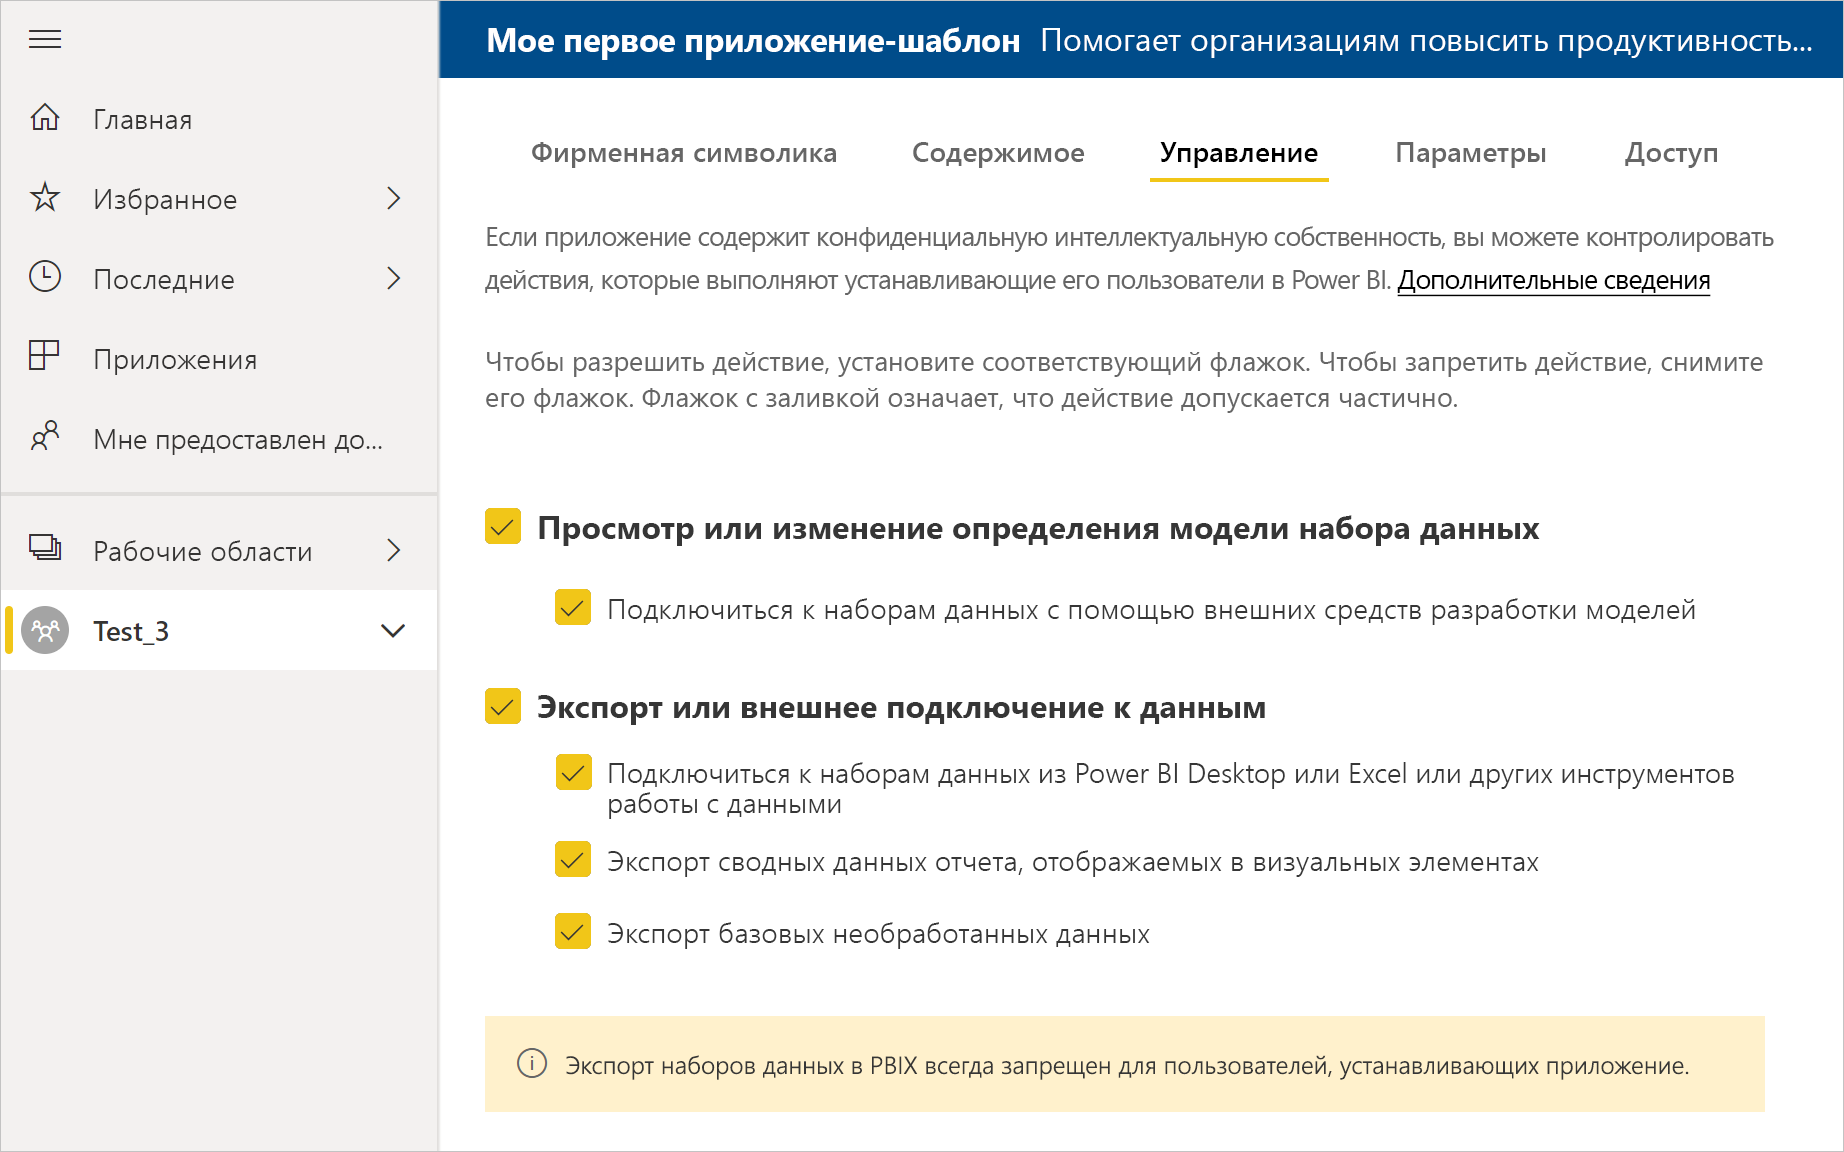 Мое первое приложение-шаблон Помогает организациям повысить продуктивность...
Главная
Избранное
Последние
Приложения
Мне предоставлен до...
Рабочие области
Test_3
Фирменная символика Содержимое Управление Параметры Доступ
Если приложение содержит конфиденциальную интеллектуальную собственность, вы можете контролировать
действия, которые выполняют устанавливающие его пользователи в Power BI. Дополнительные сведения
Чтобы разрешить действие, установите соответствующий флажок. Чтобы запретить действие, снимите
его флажок. Флажок с заливкой означает, что действие допускается частично.
Просмотр или изменение определения модели набора данных
Подключиться к наборам данных с помощью внешних средств разработки моделей
Экспорт или внешнее подключение к данным
Подключиться к наборам данных из Power BI Desktop или Excel или других инструментов
работы с данными
Экспорт сводных данных отчета, отображаемых в визуальных элементах
Экспорт базовых необработанных данных
Экспорт наборов данных в PBIX всегда запрещен для пользователей, устанавливающих приложение.